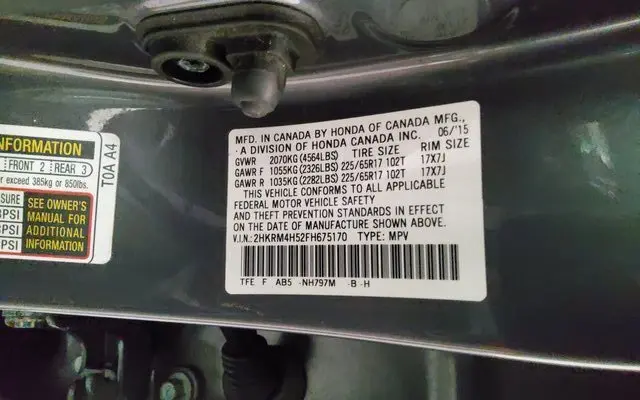 NFORMATION
FRONT 2 REAR 3
r exceed 385kg or 850lbs.
SURE
PSI
PSI
PSI
SEE OWNER'S
MANUAL FOR
ADDITIONAL
INFORMATION
T0A A4
MFD. IN CANADA BY HONDA OF CANADA MFG.,
A DIVISION OF HONDA CANADA INC. 06/'15
GVWR 2070KG(4564LBS) TIRE SIZE RIM SIZE
GAWR F 1055KG(2326LBS) 225/65R17 102T 17X7J
GAWR R 1035KG(2282LBS) 225/65R17 102T 17X7J
THIS VEHICLE CONFORMS TO ALL APPLICABLE
FEDERAL MOTOR VEHICLE SAFETY
AND THEFT PREVENTION STANDARDS IN EFFECT
ON THE DATE OF MANUFACTURE SHOWN ABOVE.
V.I.N.:2HKRM4H52FH675170 TYPE: MPV
TFE F AB5 -NH797M -B -H